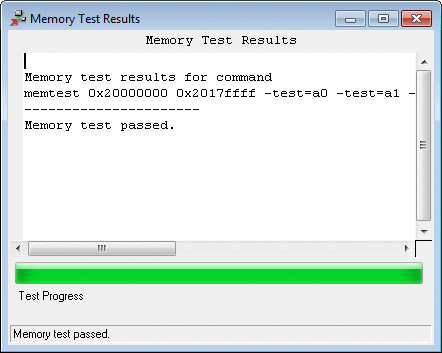 Memory Test Results
Memory Test Results
Memory test results for command
memtest 0x20000000 0x2017ffff -test=a0 -test=a1 -
----------------------
Memory test passed.
Test Progress
Memory test passed.